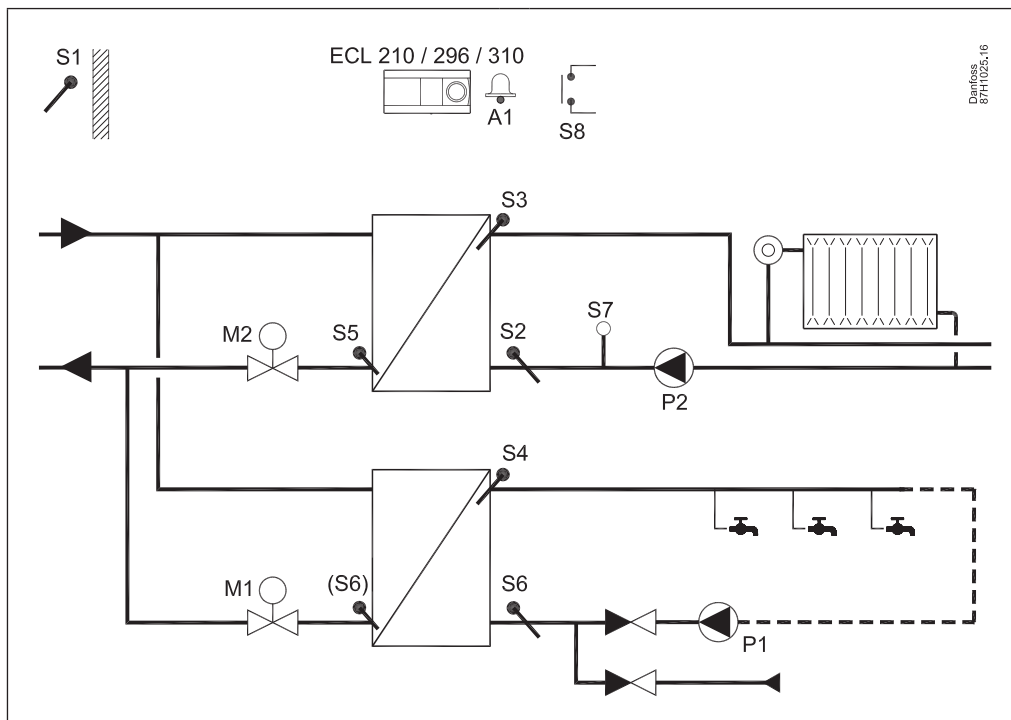 S1
ECL 210 / 296 / 310
A1
S8
Danfoss
87H1025.16
S3
M2
S5
S2
S7
P2
S4
M1
(S6)
S6
P1